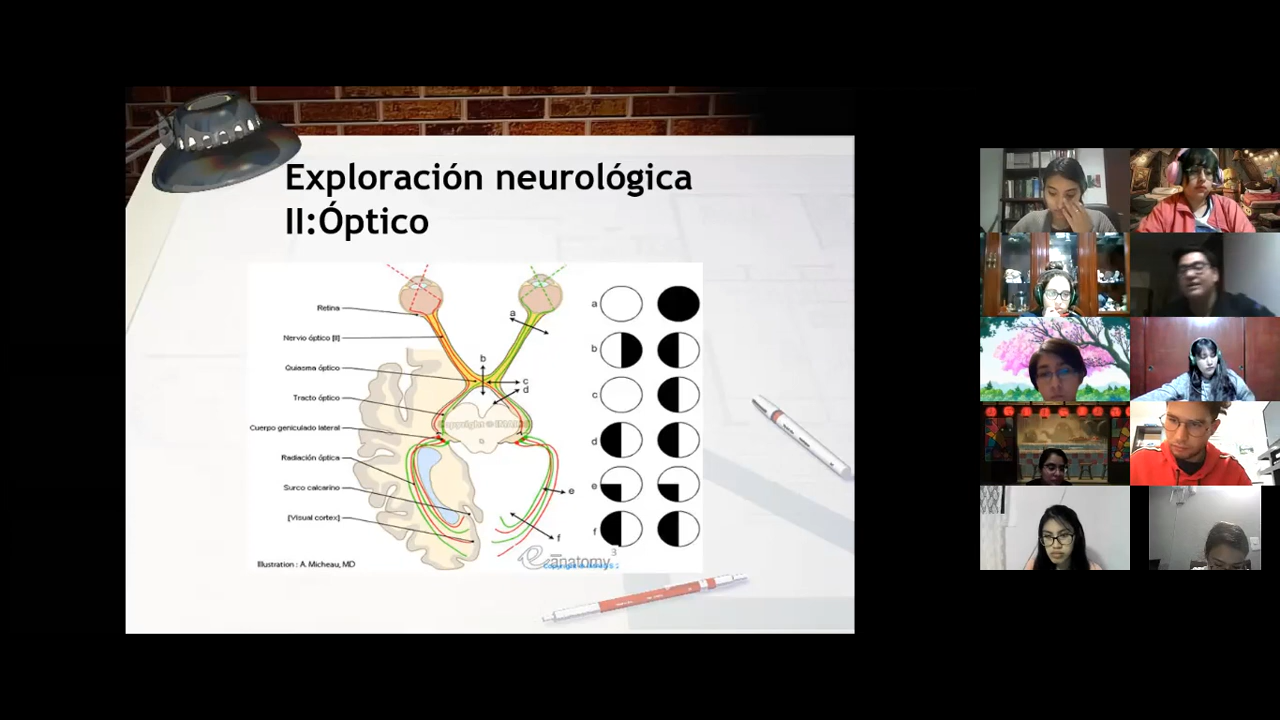 Exploración neurológica
II:Óptico
Retina
Nervio óptico [II]
Quiasma óptico
Tracto óptico
Cuerpo geniculado lateral
Radiación óptica
Surco calcarino
[Visual cortex]
Illustration : A. Micheau, MD
a
b
c
d
e
f
a
b
c
d
e
f
e-anatomy
3